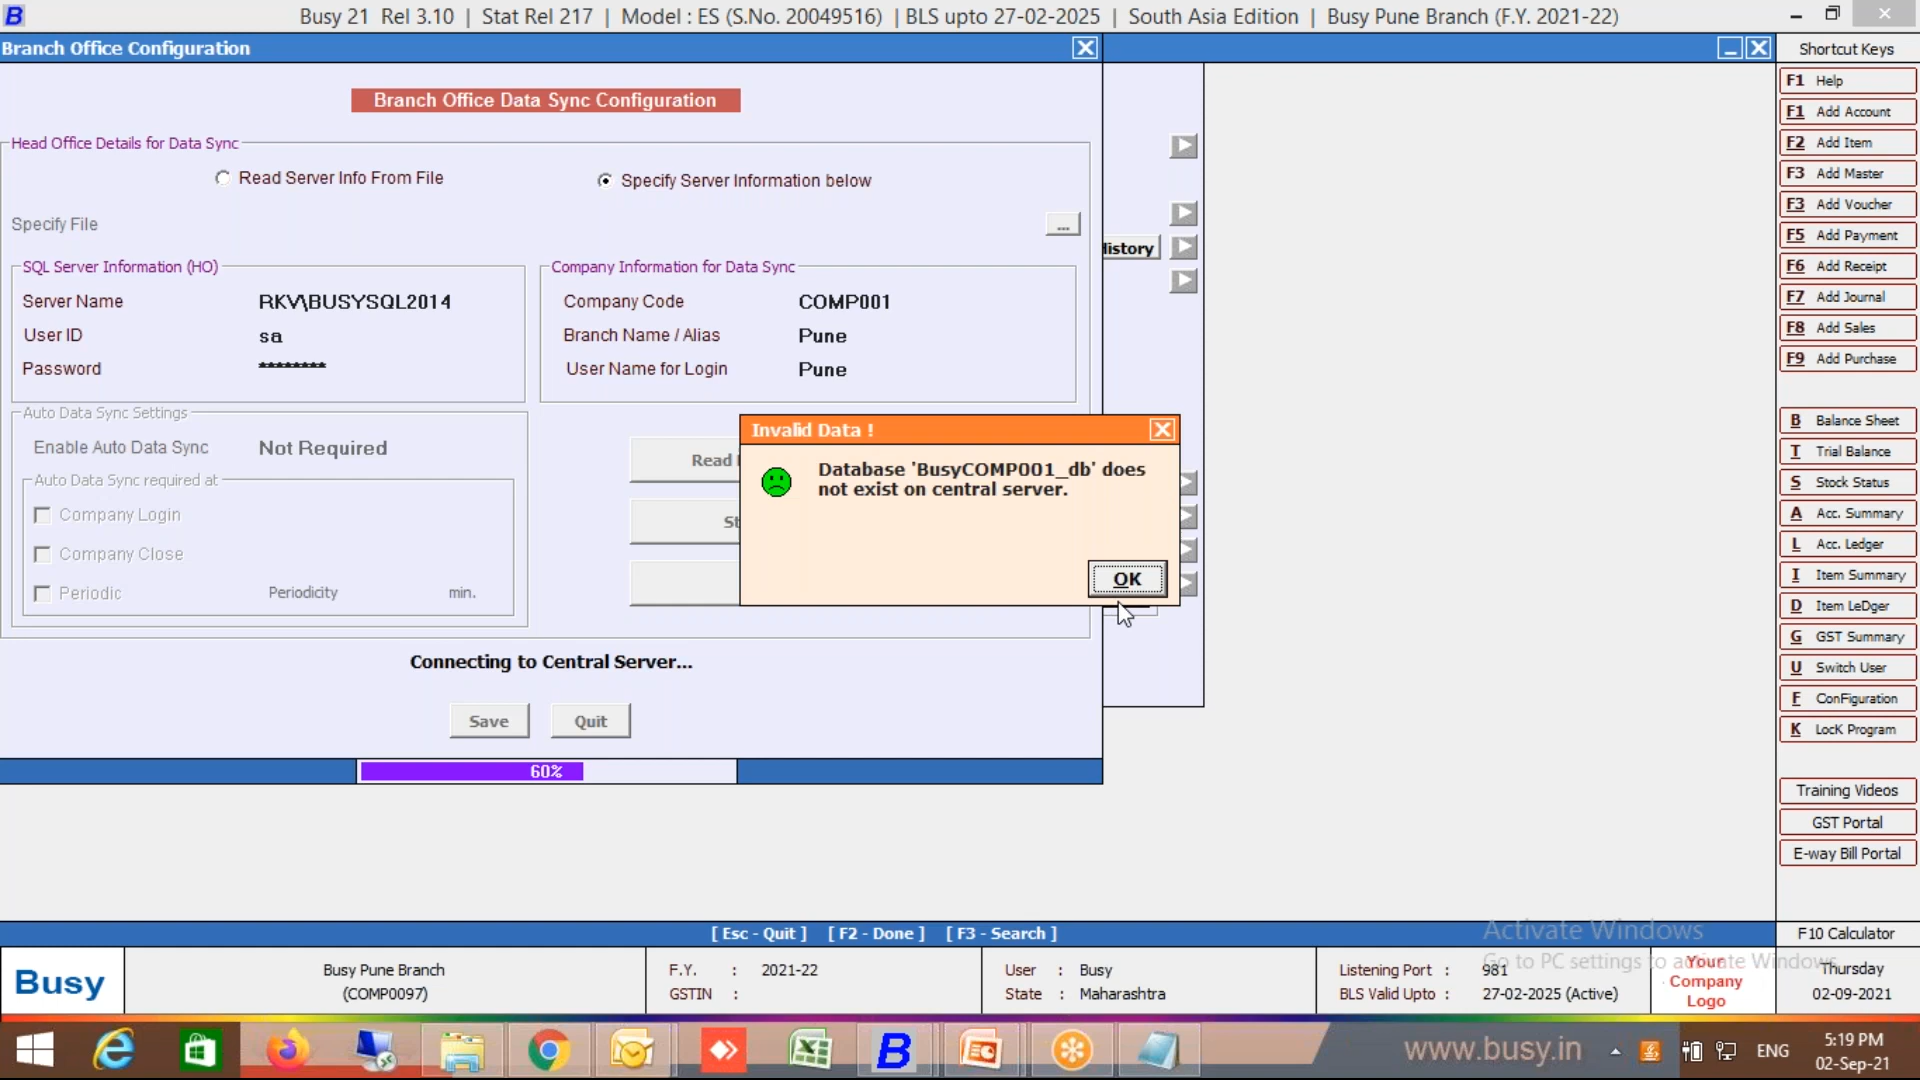 B
Busy 21 Rel 3.10 | Stat Rel 217 | Model : ES (S.No. 20049516) | BLS upto 27-02-2025 | South Asia Edition | Busy Pune Branch (F.Y. 2021-22)
Branch Office Configuration
Branch Office Data Sync Configuration
Head Office Details for Data Sync
Read Server Info From File
Specify Server Information below
Specify File
...
SQL Server Information (HO)
Server Name RKV\BUSYSQL2014
User ID sa
Password ********
Company Information for Data Sync
Company Code COMP001
Branch Name / Alias Pune
User Name for Login Pune
Auto Data Sync Settings
Enable Auto Data Sync Not Required
Auto Data Sync required at
Company Login
Company Close
Periodic Periodicity min.
Read
St
Invalid Data !
Database 'BusyCOMP001_db' does
not exist on central server.
OK
Connecting to Central Server...
Save Quit
60%
History
Shortcut Keys
F1 Help
F1 Add Account
F2 Add Item
F3 Add Master
F3 Add Voucher
F5 Add Payment
F6 Add Receipt
F7 Add Journal
F8 Add Sales
F9 Add Purchase
B Balance Sheet
T Trial Balance
S Stock Status
A Acc. Summary
L Acc. Ledger
I Item Summary
D Item LeDger
G GST Summary
U Switch User
F ConFiguration
K LocK Program
Training Videos
GST Portal
E-way Bill Portal
[ Esc - Quit ] [ F2 - Done ] [ F3 - Search ]
F10 Calculator
Activate Windows
Go to PC settings to activate Windows.
Busy
Busy Pune Branch
(COMP0097)
F.Y. : 2021-22
GSTIN :
User : Busy
State : Maharashtra
Listening Port : 981
BLS Valid Upto : 27-02-2025 (Active)
Your
Company
Logo
Thursday
02-09-2021
www.busy.in
ENG
5:19 PM
02-Sep-21